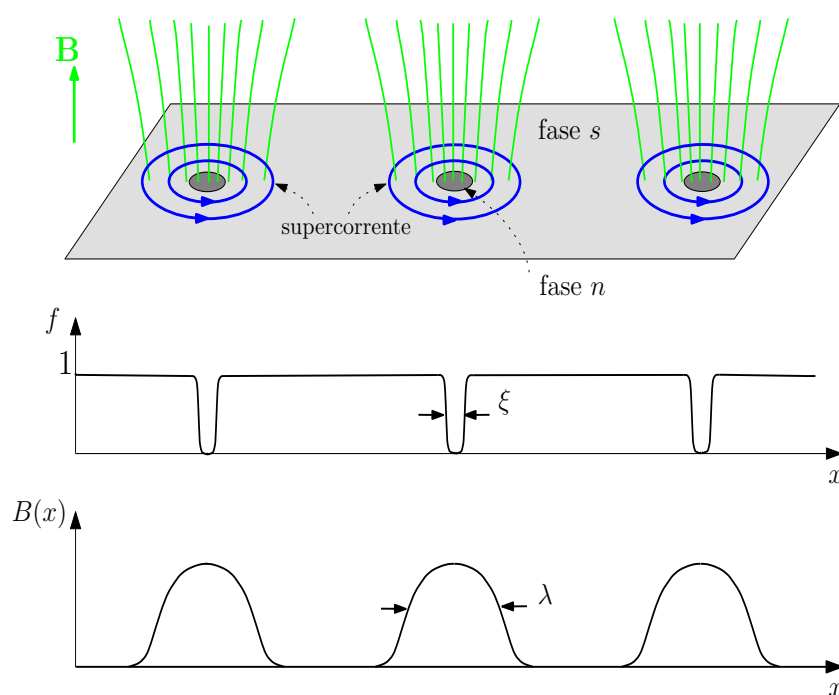 B
fase s
supercorrente
fase n
f
1
ξ
x
B(x)
λ
x